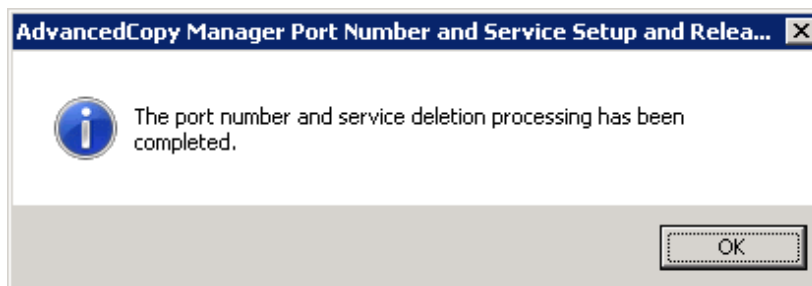 AdvancedCopy Manager Port Number and Service Setup and Relea...
The port number and service deletion processing has been
completed.
OK